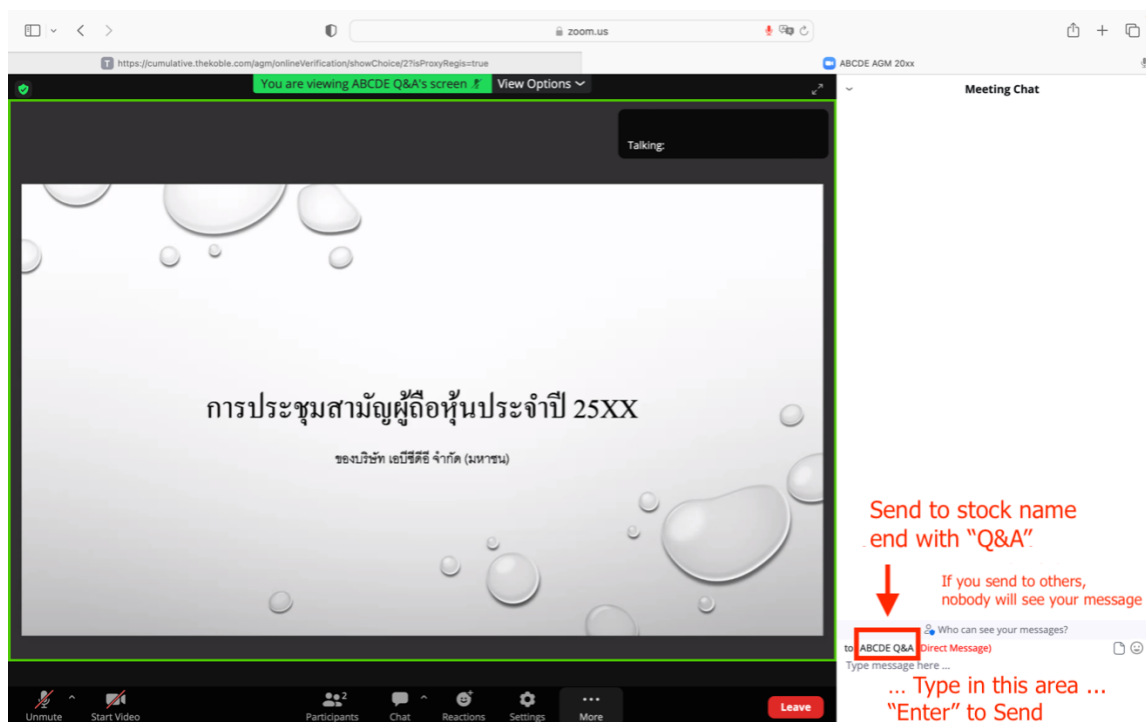 zoom.us
T https://cumulative.thekoble.com/agm/onlineVerification/showChoice/2?isProxyRegis=true
ABCDE AGM 20xx
You are viewing ABCDE Q&A's screen View Options
Meeting Chat
Talking:
การประชุมสามัญผู้ถือหุ้นประจำปี 25XX
ของบริษัท เอบีซีดีอี จำกัด (มหาชน)
Send to stock name
end with “Q&A”
If you send to others,
nobody will see your message
Who can see your messages?
to ABCDE Q&A Direct Message)
Type message here ...
... Type in this area ...
“Enter” to Send
Unmute Start Video Participants 2 Chat Reactions Settings More Leave